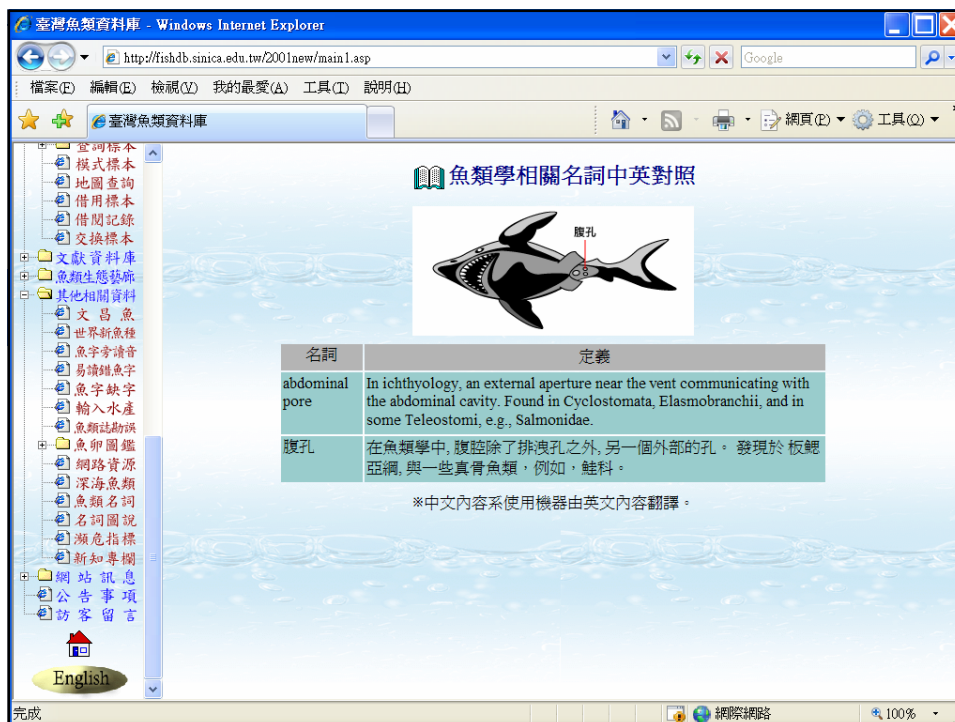 臺灣魚類資料庫 - Windows Internet Explorer
http://fishdb.sinica.edu.tw/2001new/main1.asp
Google
檔案(F) 編輯(E) 檢視(V) 我的最愛(A) 工具(T) 說明(H)
臺灣魚類資料庫
網頁(P) 工具(O)
查詢標本
模式標本
地圖查詢
借用標本
借閱記錄
交換標本
文獻資料庫
魚類生態藝廊
其他相關資料
文昌魚
世界新魚種
魚字旁讀音
易讀錯魚字
魚字缺字
輸入水產
魚類誌勘誤
魚卵圖鑑
網路資源
深海魚類
魚類名詞
名詞圖說
瀕危指標
新知專欄
網站訊息
公告事項
訪客留言
English
魚類學相關名詞中英對照
腹孔
名詞 定義
abdominal pore
In ichthyology, an external aperture near the vent communicating with
the abdominal cavity. Found in Cyclostomata, Elasmobranchii, and in
some Teleostomi, e.g., Salmonidae.
腹孔
在魚類學中, 腹腔除了排洩孔之外, 另一個外部的孔。 發現於 板鰓
亞綱, 與一些真骨魚類，例如，鮭科。
※中文內容系使用機器由英文內容翻譯。
完成
網際網路
100%